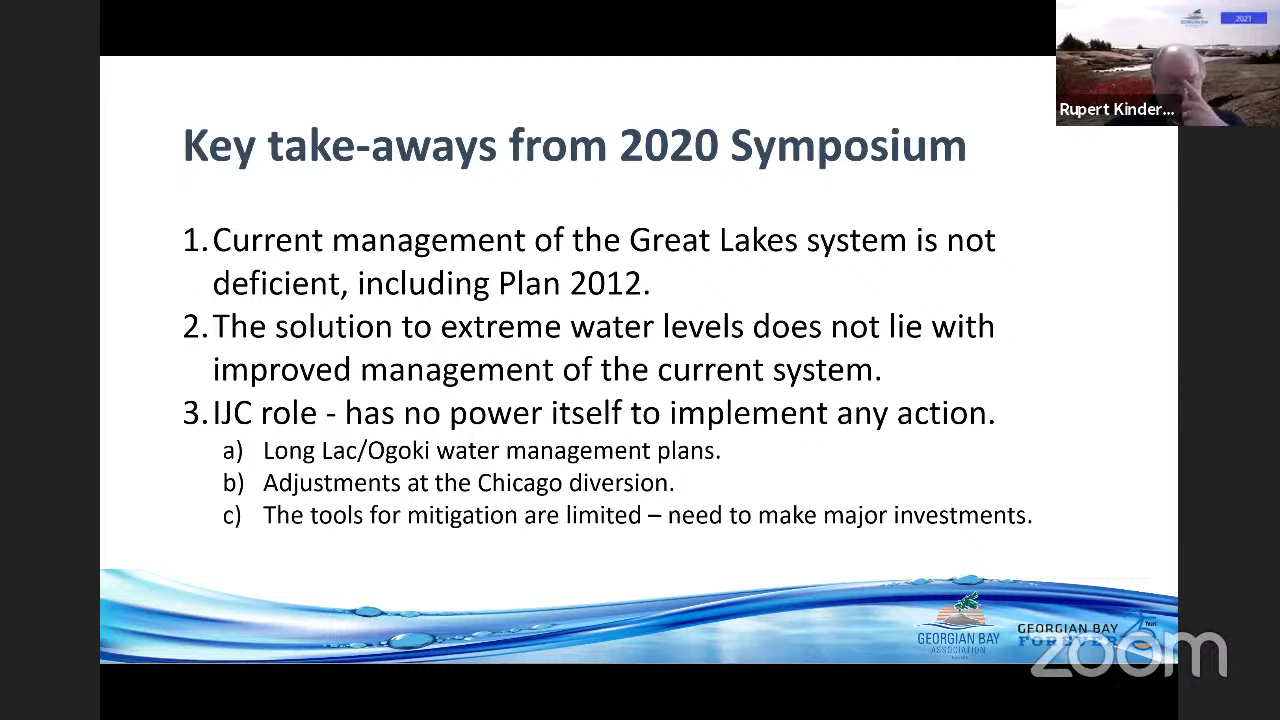 2021
GEORGIAN BAY
Rupert Kinder...
Key take-aways from 2020 Symposium
1. Current management of the Great Lakes system is not
deficient, including Plan 2012.
2. The solution to extreme water levels does not lie with
improved management of the current system.
3. IJC role - has no power itself to implement any action.
a) Long Lac/Ogoki water management plans.
b) Adjustments at the Chicago diversion.
c) The tools for mitigation are limited – need to make major investments.
GEORGIAN BAY
ASSOCIATION
GEORGIAN BAY
FOREVER
Years
zoom